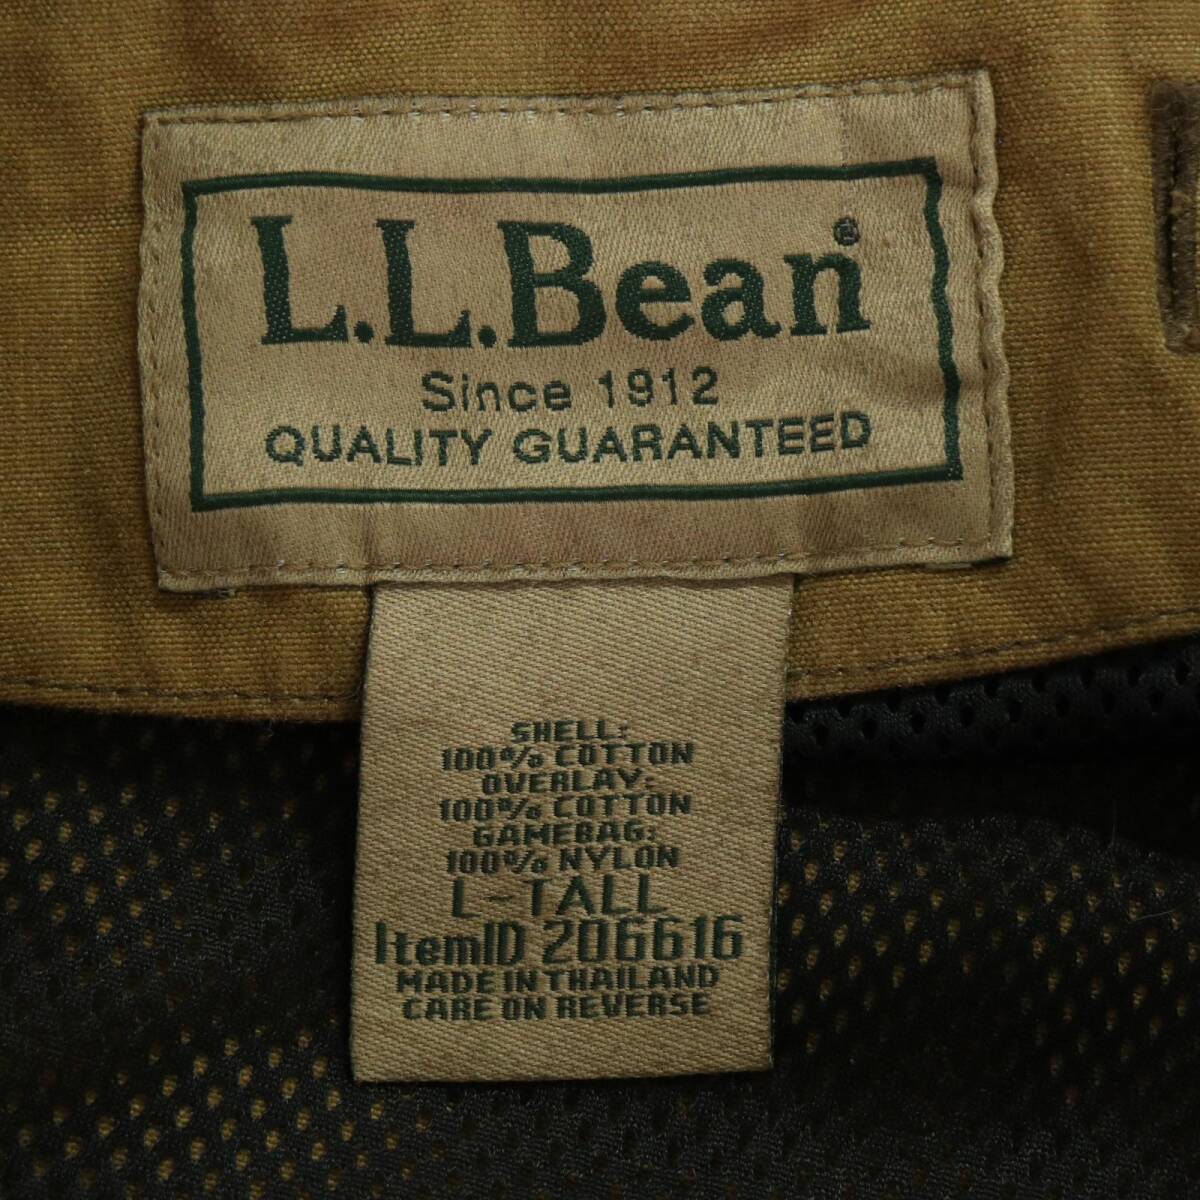 L.L.Bean®
Since 1912
QUALITY GUARANTEED
SHELL:
100% COTTON
OVERLAY:
100% COTTON
GAMEBAG:
100% NYLON
L-TALL
ItemID 206616
MADE IN THAILAND
CARE ON REVERSE